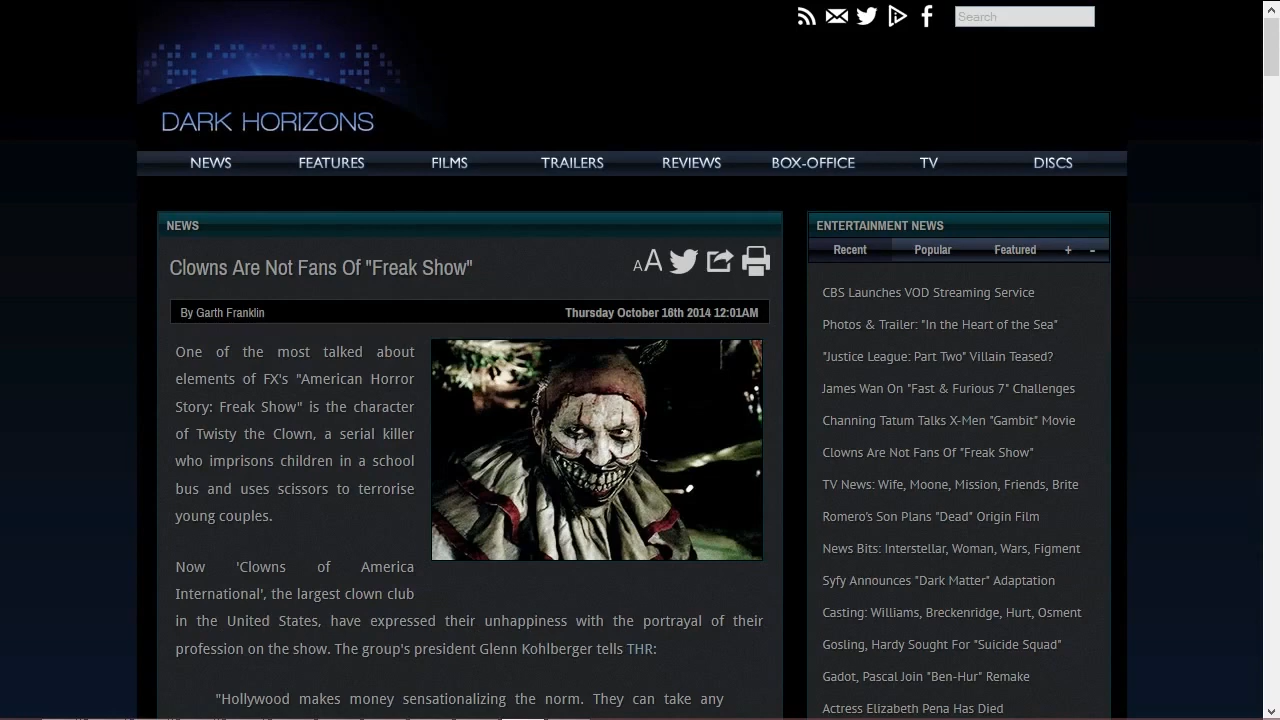 Search
DARK HORIZONS
NEWS FEATURES FILMS TRAILERS REVIEWS BOX-OFFICE TV DISCS
NEWS
Clowns Are Not Fans Of "Freak Show"
AA
By Garth Franklin Thursday October 16th 2014 12:01AM
One of the most talked about
elements of FX's "American Horror
Story: Freak Show" is the character
of Twisty the Clown, a serial killer
who imprisons children in a school
bus and uses scissors to terrorise
young couples.
Now 'Clowns of America
International', the largest clown club
in the United States, have expressed their unhappiness with the portrayal of their
profession on the show. The group's president Glenn Kohlberger tells THR:
"Hollywood makes money sensationalizing the norm. They can take any
ENTERTAINMENT NEWS
Recent Popular Featured + -
CBS Launches VOD Streaming Service
Photos & Trailer: "In the Heart of the Sea"
"Justice League: Part Two" Villain Teased?
James Wan On "Fast & Furious 7" Challenges
Channing Tatum Talks X-Men "Gambit" Movie
Clowns Are Not Fans Of "Freak Show"
TV News: Wife, Moone, Mission, Friends, Brite
Romero's Son Plans "Dead" Origin Film
News Bits: Interstellar, Woman, Wars, Figment
Syfy Announces "Dark Matter" Adaptation
Casting: Williams, Breckenridge, Hurt, Osment
Gosling, Hardy Sought For "Suicide Squad"
Gadot, Pascal Join "Ben-Hur" Remake
Actress Elizabeth Pena Has Died